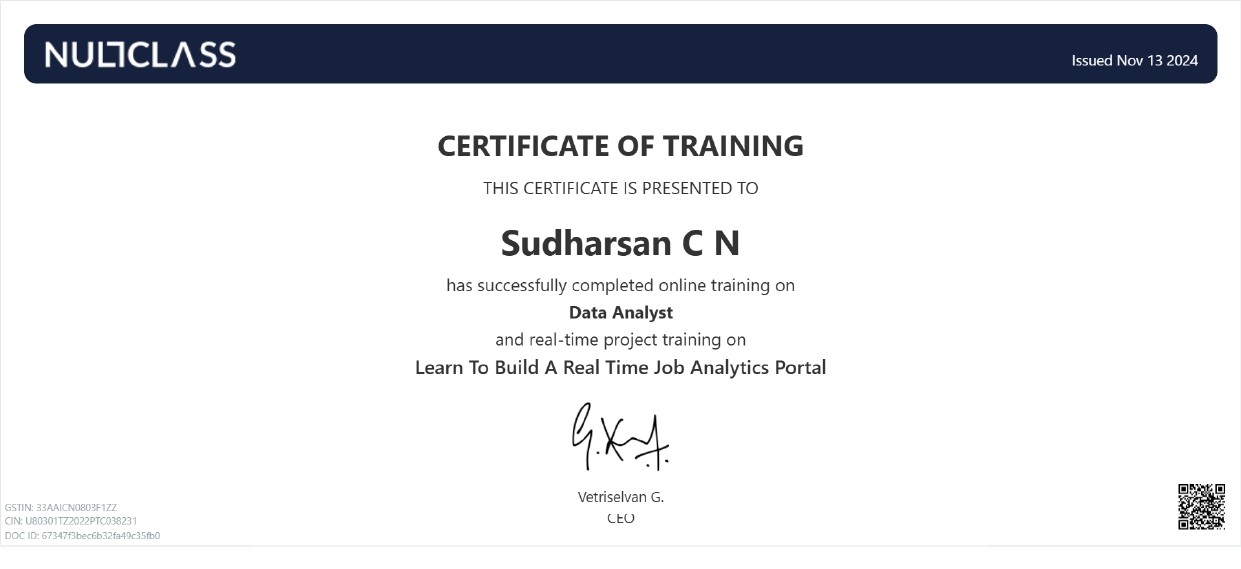 NULLCLASS
Issued Nov 13 2024
CERTIFICATE OF TRAINING
THIS CERTIFICATE IS PRESENTED TO
Sudharsan C N
has successfully completed online training on
Data Analyst
and real-time project training on
Learn To Build A Real Time Job Analytics Portal
Vetriselvan G.
CEO
GSTIN: 33AAICN0803F1ZZ
CIN: U80301TZ2022PTC038231
DOC ID: 67347f3bec6b32fa49c35fb0